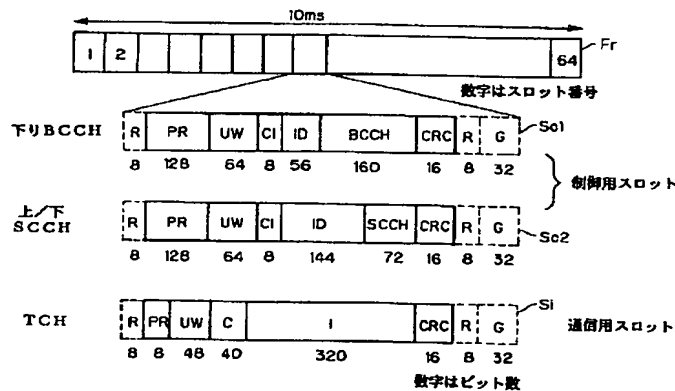 10ms
1 2 64 Fr
数字はスロット番号
下りBCCH R PR UW CI ID BCCH CRC R G Sc1
8 128 64 8 56 160 16 8 32
制御用スロット
上/下
SCCH R PR UW CI ID SCCH CRC R G Sc2
8 128 64 8 144 72 16 8 32
TCH R PR UW C I CRC R G Si 通信用スロット
8 8 48 40 320 16 8 32
数字はビット数